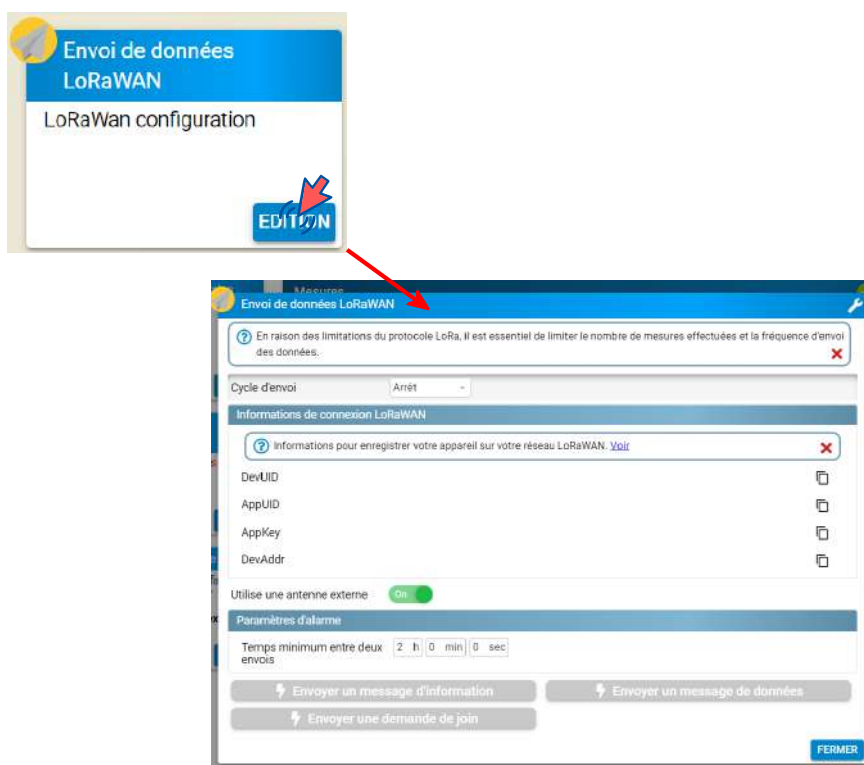 Envoi de données
LoRaWAN
LoRaWan configuration
EDITION
Mesures
Envoi de données LoRaWAN
En raison des limitations du protocole LoRa, il est essentiel de limiter le nombre de mesures effectuées et la fréquence d'envoi
des données.
Cycle d'envoi Arrêt
Informations de connexion LoRaWAN
Informations pour enregistrer votre appareil sur votre réseau LoRaWAN. Voir
DevUID
AppUID
AppKey
DevAddr
Utilise une antenne externe On
Paramètres d'alarme
Temps minimum entre deux 2 h 0 min 0 sec
envois
Envoyer un message d'information Envoyer un message de données
Envoyer une demande de join
FERMER